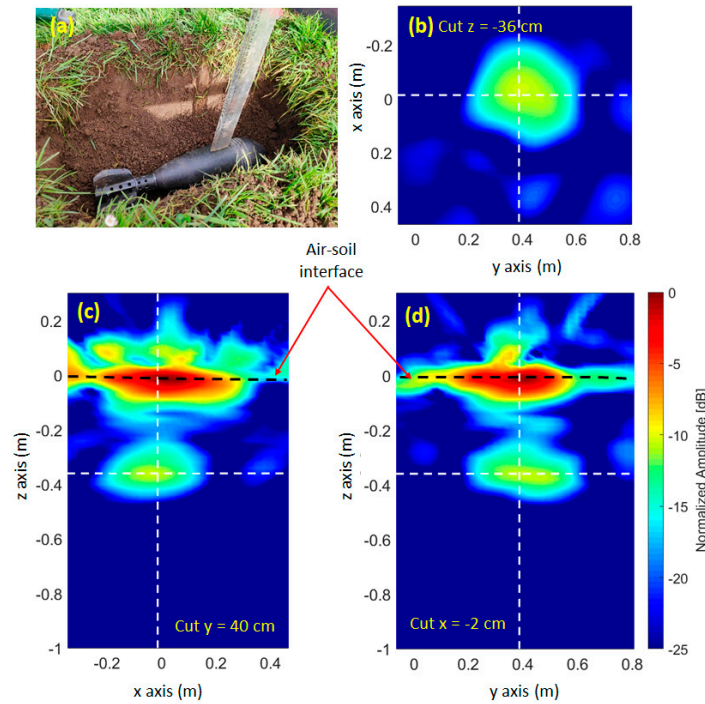 (a)
(b) Cut z = -36 cm
-0.2
0
0.2
0.4
x axis (m)
0 0.2 0.4 0.6 0.8
y axis (m)
Air-soil
interface
(c)
0.2
0
-0.2
-0.4
-0.6
-0.8
-1
z axis (m)
Cut y = 40 cm
-0.2 0 0.2 0.4
x axis (m)
(d)
0.2
0
-0.2
-0.4
-0.6
-0.8
-1
z axis (m)
Cut x = -2 cm
0 0.2 0.4 0.6 0.8
y axis (m)
0
-5
-10
-15
-20
-25
Normalized Amplitude [dB]